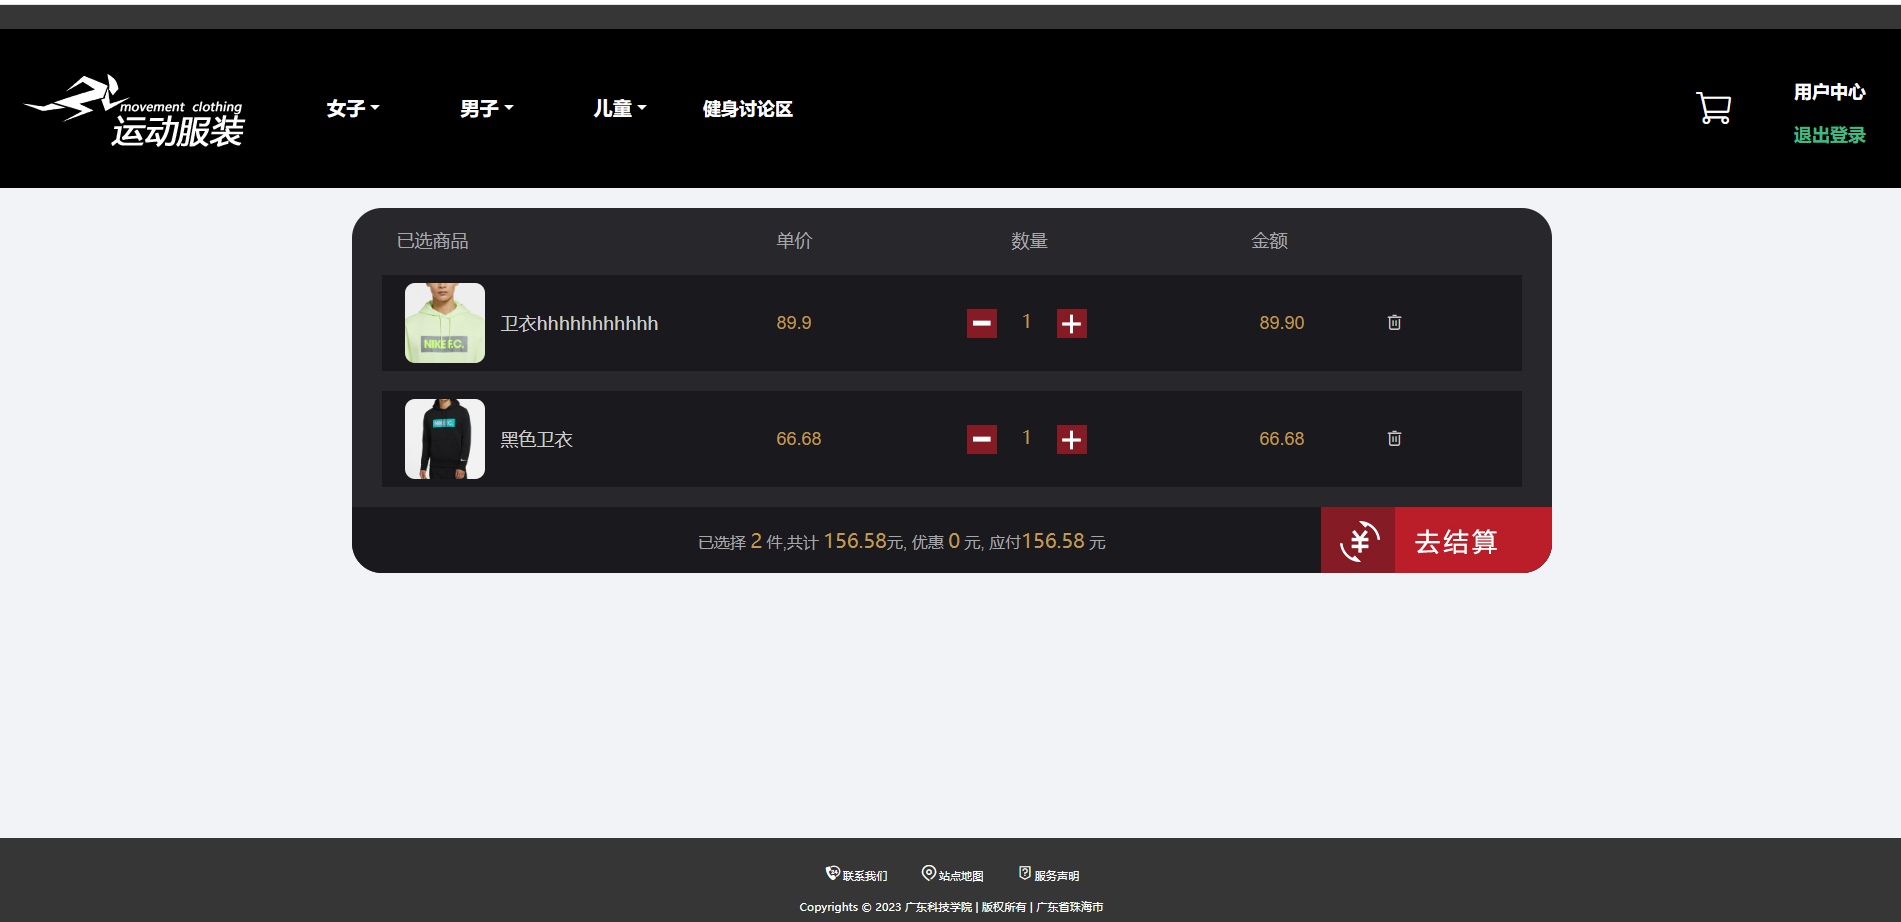 movement clothing
运动服装
女子
男子
儿童
健身讨论区
用户中心
退出登录
已选商品 单价 数量 金额
NIKE F.C.
卫衣hhhhhhhhhhh 89.9 1 89.90
黑色卫衣 66.68 1 66.68
已选择 2 件,共计 156.58元, 优惠 0 元, 应付156.58 元
¥ 去结算
联系我们 站点地图 服务声明
Copyrights © 2023 广东科技学院 | 版权所有 | 广东省珠海市